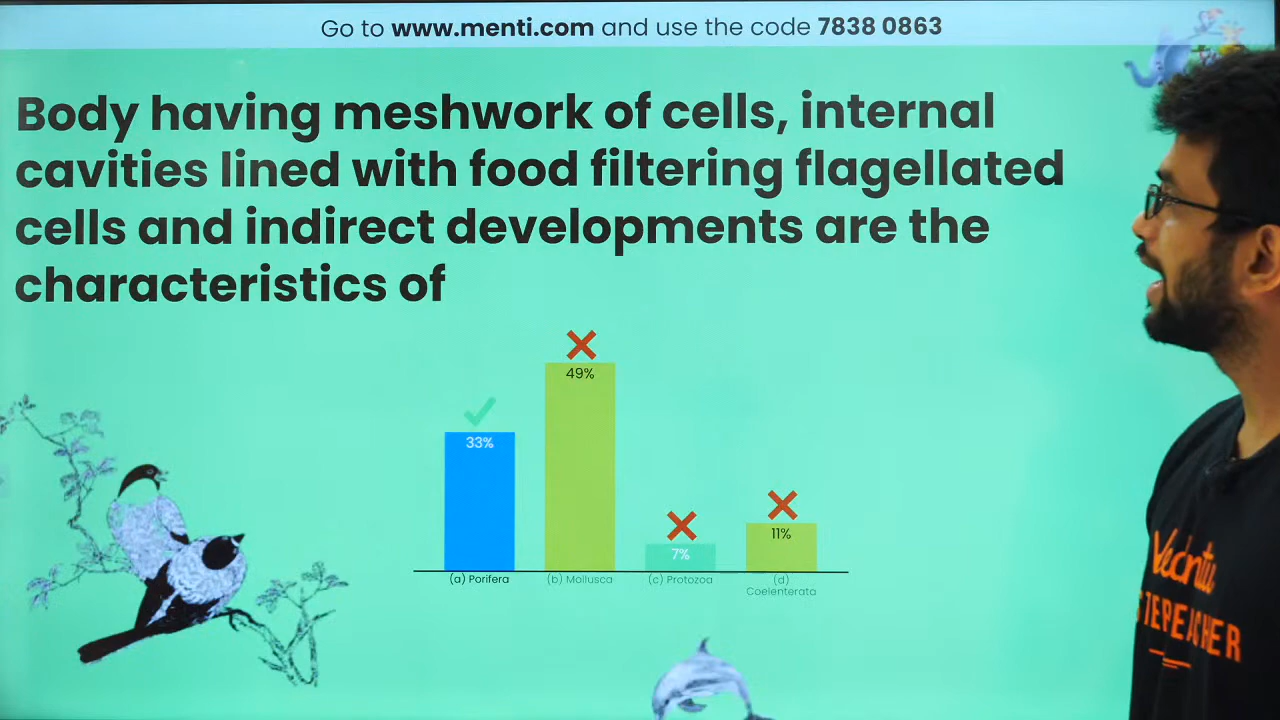 Go to www.menti.com and use the code 7838 0863
Body having meshwork of cells, internal
cavities lined with food filtering flagellated
cells and indirect developments are the
characteristics of
33%
49%
7%
11%
(a) Porifera
(b) Mollusca
(c) Protozoa
(d)
Coelenterata